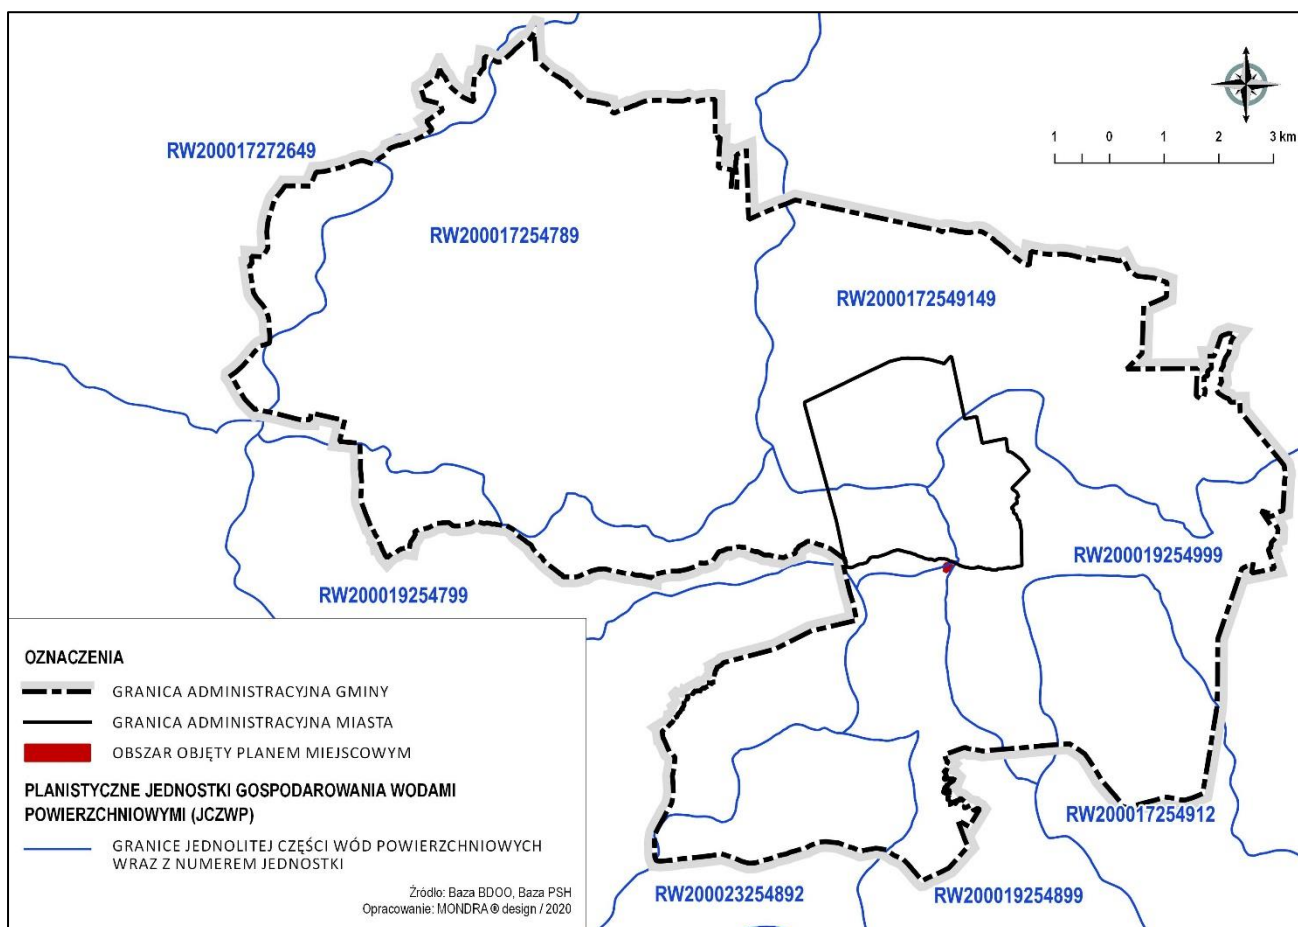 RW200017272649
1 0 1 2 3 km
RW200017254789
RW2000172549149
RW200019254999
RW200019254799
OZNACZENIA
GRANICA ADMINISTRACYJNA GMINY
GRANICA ADMINISTRACYJNA MIASTA
OBSZAR OBJĘTY PLANEM MIEJSCOWYM
PLANISTYCZNE JEDNOSTKI GOSPODAROWANIA WODAMI
POWIERZCHNIOWYMI (JCZWP)
GRANICE JEDNOLITEJ CZĘŚCI WÓD POWIERZCHNIOWYCH
WRAZ Z NUMEREM JEDNOSTKI
Źródło: Baza BDOO, Baza PSH
Opracowanie: MONDRA ® design / 2020
RW200017254912
RW200023254892
RW200019254899